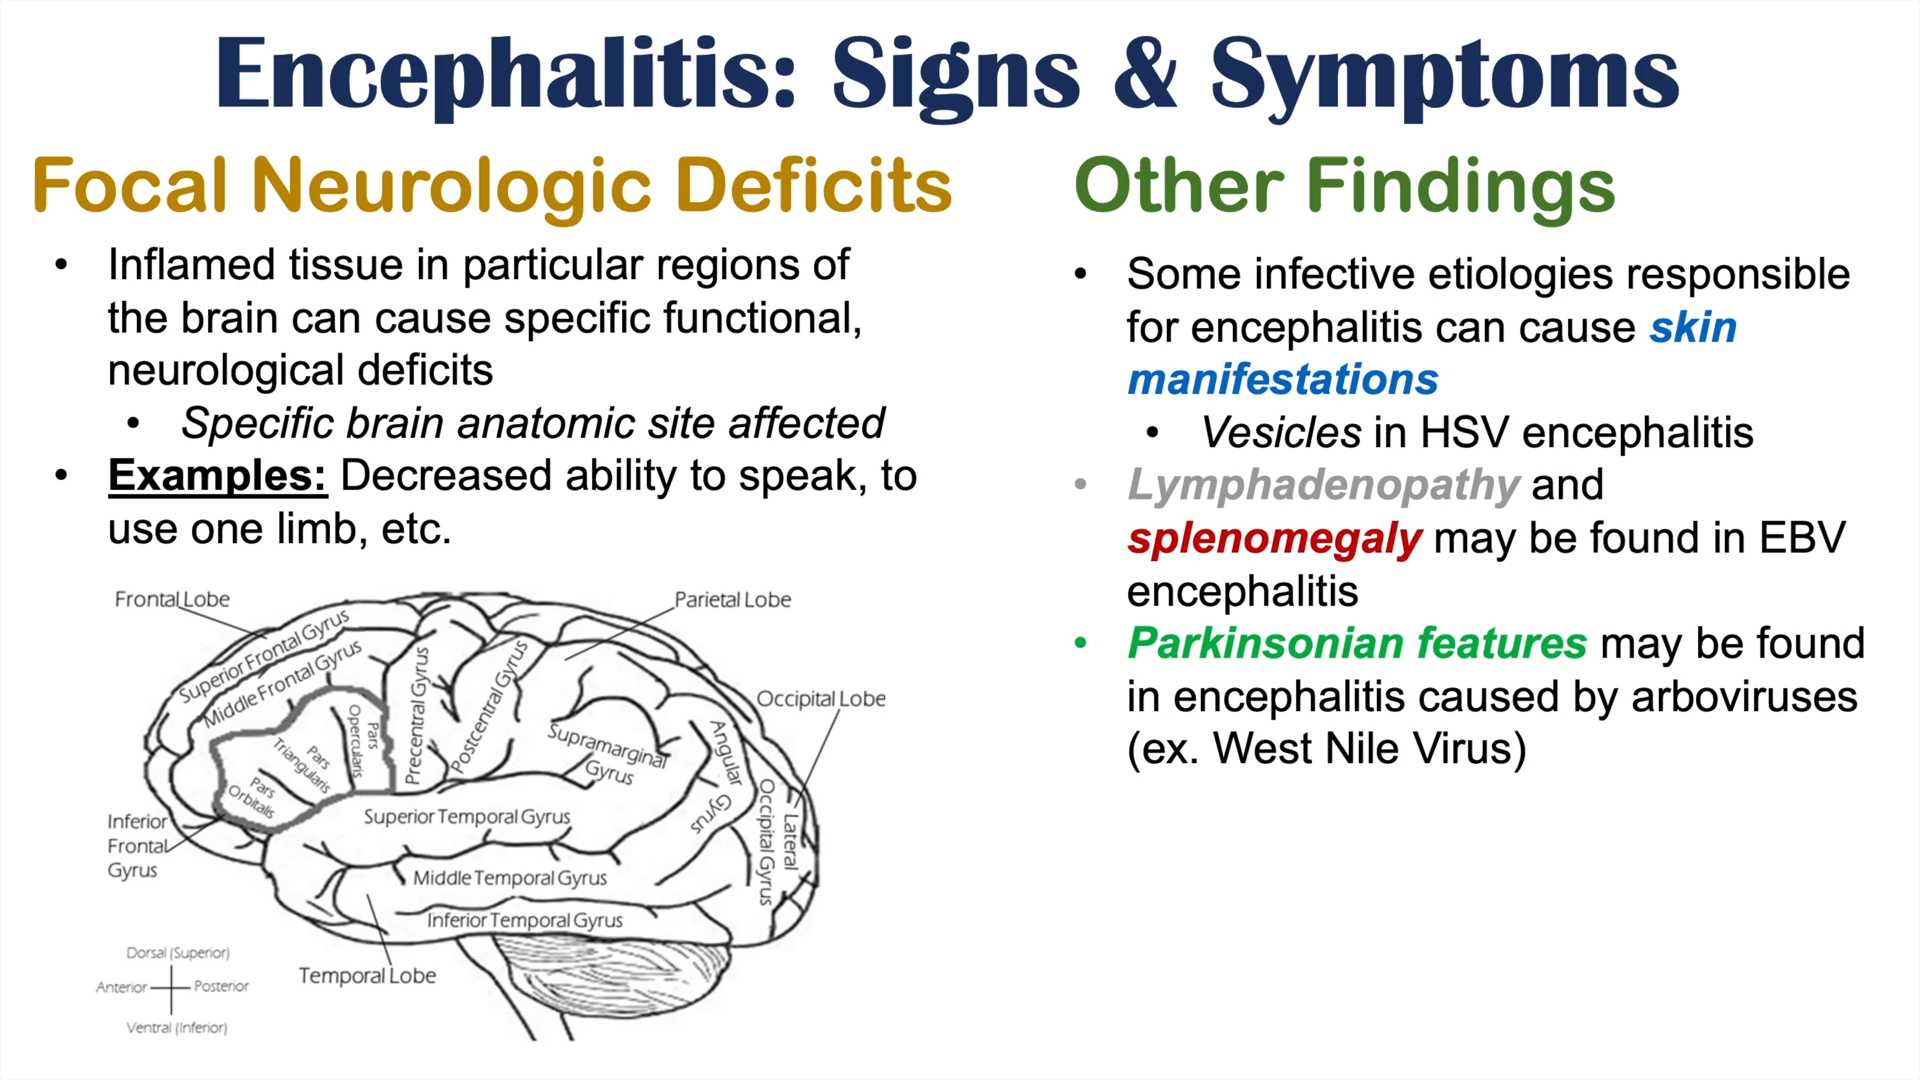 Encephalitis: Signs & Symptoms
Focal Neurologic Deficits
• Inflamed tissue in particular regions of
the brain can cause specific functional,
neurological deficits
• Specific brain anatomic site affected
• Examples: Decreased ability to speak, to
use one limb, etc.
Other Findings
• Some infective etiologies responsible
for encephalitis can cause skin
manifestations
• Vesicles in HSV encephalitis
• Lymphadenopathy and
splenomegaly may be found in EBV
encephalitis
• Parkinsonian features may be found
in encephalitis caused by arboviruses
(ex. West Nile Virus)
Frontal Lobe
Parietal Lobe
Occipital Lobe
Superior Frontal Gyrus
Middle Frontal Gyrus
Precentral Gyrus
Postcentral Gyrus
Pars
Opercularis
Pars
Triangularis
Pars
Orbitalis
Supramarginal
Gyrus
Angular
Gyrus
Lateral
Occipital Gyrus
Inferior
Frontal
Gyrus
Superior Temporal Gyrus
Middle Temporal Gyrus
Inferior Temporal Gyrus
Temporal Lobe
Dorsal (Superior)
Anterior
Posterior
Ventral (Inferior)